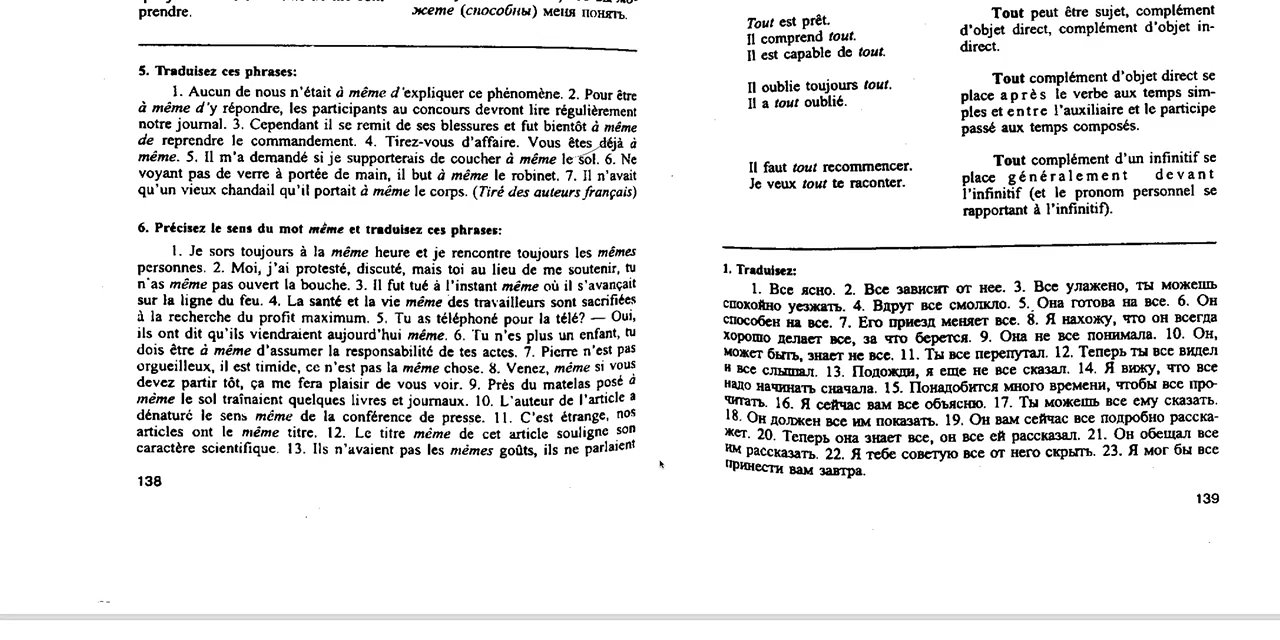 prendre.
жете (способны) меня понять.
5. Traduisez ces phrases:
1. Aucun de nous n'était à même d'expliquer ce phénomène. 2. Pour être
à même d'y répondre, les participants au concours devront lire régulièrement
notre journal. 3. Cependant il se remit de ses blessures et fut bientôt à même
de reprendre le commandement. 4. Tirez-vous d'affaire. Vous êtes déjà à
même. 5. Il m'a demandé si je supporterais de coucher à même le sol. 6. Ne
voyant pas de verre à portée de main, il but à même le robinet. 7. Il n'avait
qu'un vieux chandail qu'il portait à même le corps. (Tiré des auteurs français)
6. Précisez le sens du mot même et traduisez ces phrases:
1. Je sors toujours à la même heure et je rencontre toujours les mêmes
personnes. 2. Moi, j'ai protesté, discuté, mais toi au lieu de me soutenir, tu
n'as même pas ouvert la bouche. 3. Il fut tué à l'instant même où il s'avançait
sur la ligne du feu. 4. La santé et la vie même des travailleurs sont sacrifiées
à la recherche du profit maximum. 5. Tu as téléphoné pour la télé? — Oui,
ils ont dit qu'ils viendraient aujourd'hui même. 6. Tu n'es plus un enfant, tu
dois être à même d'assumer la responsabilité de tes actes. 7. Pierre n'est pas
orgueilleux, il est timide, ce n'est pas la même chose. 8. Venez, même si vous
devez partir tôt, ça me fera plaisir de vous voir. 9. Près du matelas posé à
même le sol traînaient quelques livres et journaux. 10. L'auteur de l'article a
dénaturé le sens même de la conférence de presse. 11. C'est étrange, nos
articles ont le même titre. 12. Le titre même de cet article souligne son
caractère scientifique. 13. Ils n'avaient pas les mêmes goûts, ils ne parlaient
138
Tout est prêt.
Il comprend tout.
Il est capable de tout.
Tout peut être sujet, complément
d'objet direct, complément d'objet in-
direct.
Il oublie toujours tout.
Il a tout oublié.
Tout complément d'objet direct se
place après le verbe aux temps sim-
ples et entre l'auxiliaire et le participe
passé aux temps composés.
Il faut tout recommencer.
Je veux tout te raconter.
Tout complément d'un infinitif se
place généralement devant
l'infinitif (et le pronom personnel se
rapportant à l'infinitif).
1. Traduisez:
1. Все ясно. 2. Все зависит от нее. 3. Все улажено, ты можешь
спокойно уезжать. 4. Вдруг все смолкло. 5. Она готова на все. 6. Он
способен на все. 7. Его приезд меняет все. 8. Я нахожу, что он всегда
хорошо делает все, за что берется. 9. Она не все понимала. 10. Он,
может быть, знает не все. 11. Ты все перепутал. 12. Теперь ты все видел
и все слышал. 13. Подожди, я еще не все сказал. 14. Я вижу, что все
надо начинать сначала. 15. Понадобится много времени, чтобы все про-
читать. 16. Я сейчас вам все объясню. 17. Ты можешь все ему сказать.
18. Он должен все им показать. 19. Он вам сейчас все подробно расска-
жет. 20. Теперь она знает все, он все ей рассказал. 21. Он обещал все
им рассказать. 22. Я тебе советую все от него скрыть. 23. Я мог бы все
принести вам завтра.
139